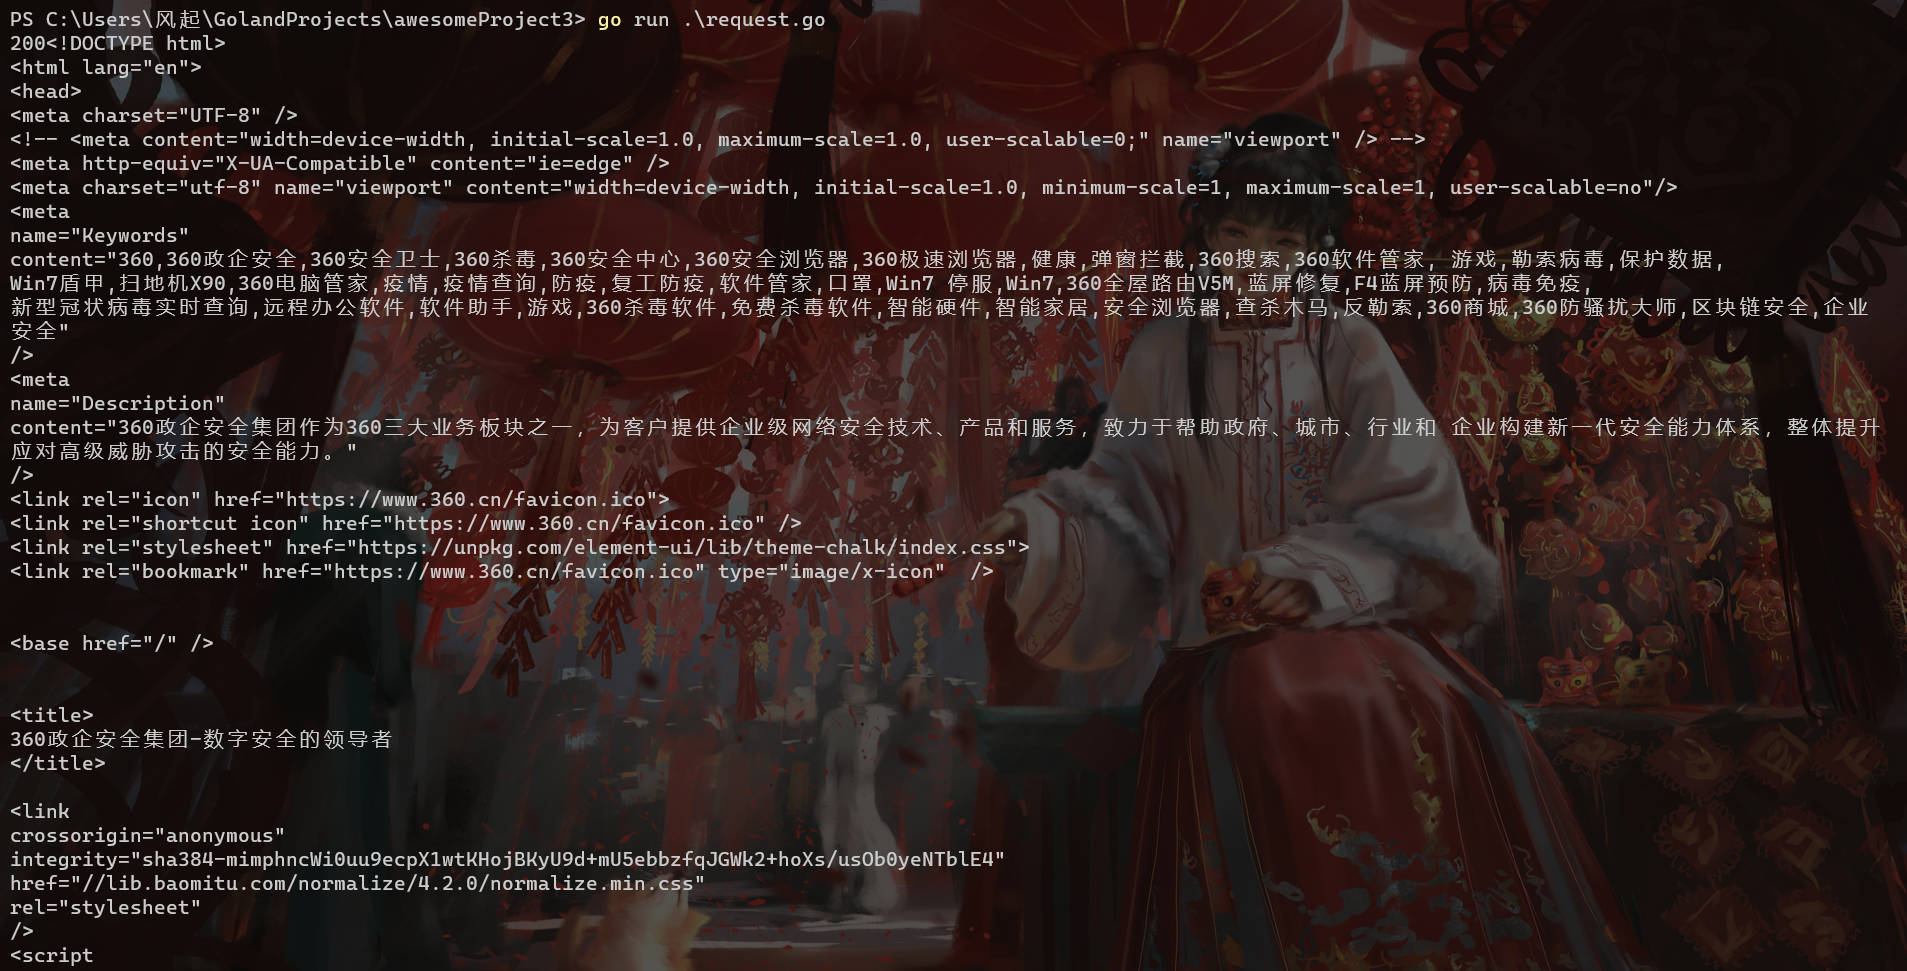 PS C:\Users\风起\GolandProjects\awesomeProject3> go run .\request.go
200<!DOCTYPE html>
<html lang="en">
<head>
<meta charset="UTF-8" />
<!-- <meta content="width=device-width, initial-scale=1.0, maximum-scale=1.0, user-scalable=0;" name="viewport" /> -->
<meta http-equiv="X-UA-Compatible" content="ie=edge" />
<meta charset="utf-8" name="viewport" content="width=device-width, initial-scale=1.0, minimum-scale=1, maximum-scale=1, user-scalable=no"/>
<meta
name="Keywords"
content="360,360政企安全,360安全卫士,360杀毒,360安全中心,360安全浏览器,360极速浏览器,健康,弹窗拦截,360搜索,360软件管家, 游戏,勒索病毒,保护数据,
Win7盾甲,扫地机X90,360电脑管家,疫情,疫情查询,防疫,复工防疫,软件管家,口罩,Win7 停服,Win7,360全屋路由V5M,蓝屏修复,F4蓝屏预防,病毒免疫,
新型冠状病毒实时查询,远程办公软件,软件助手,游戏,360杀毒软件,免费杀毒软件,智能硬件,智能家居,安全浏览器,查杀木马,反勒索,360商城,360防骚扰大师,区块链安全,企业
安全"
/>
<meta
name="Description"
content="360政企安全集团作为360三大业务板块之一，为客户提供企业级网络安全技术、产品和服务，致力于帮助政府、城市、行业和 企业构建新一代安全能力体系，整体提升
应对高级威胁攻击的安全能力。"
/>
<link rel="icon" href="https://www.360.cn/favicon.ico">
<link rel="shortcut icon" href="https://www.360.cn/favicon.ico" />
<link rel="stylesheet" href="https://unpkg.com/element-ui/lib/theme-chalk/index.css">
<link rel="bookmark" href="https://www.360.cn/favicon.ico" type="image/x-icon"  />
<base href="/" />
<title>
360政企安全集团-数字安全的领导者
</title>
<link
crossorigin="anonymous"
integrity="sha384-mimphncWi0uu9ecpX1wtKHojBKyU9d+mU5ebbzfqJGWk2+hoXs/usOb0yeNTblE4"
href="//lib.baomitu.com/normalize/4.2.0/normalize.min.css"
rel="stylesheet"
/>
<script